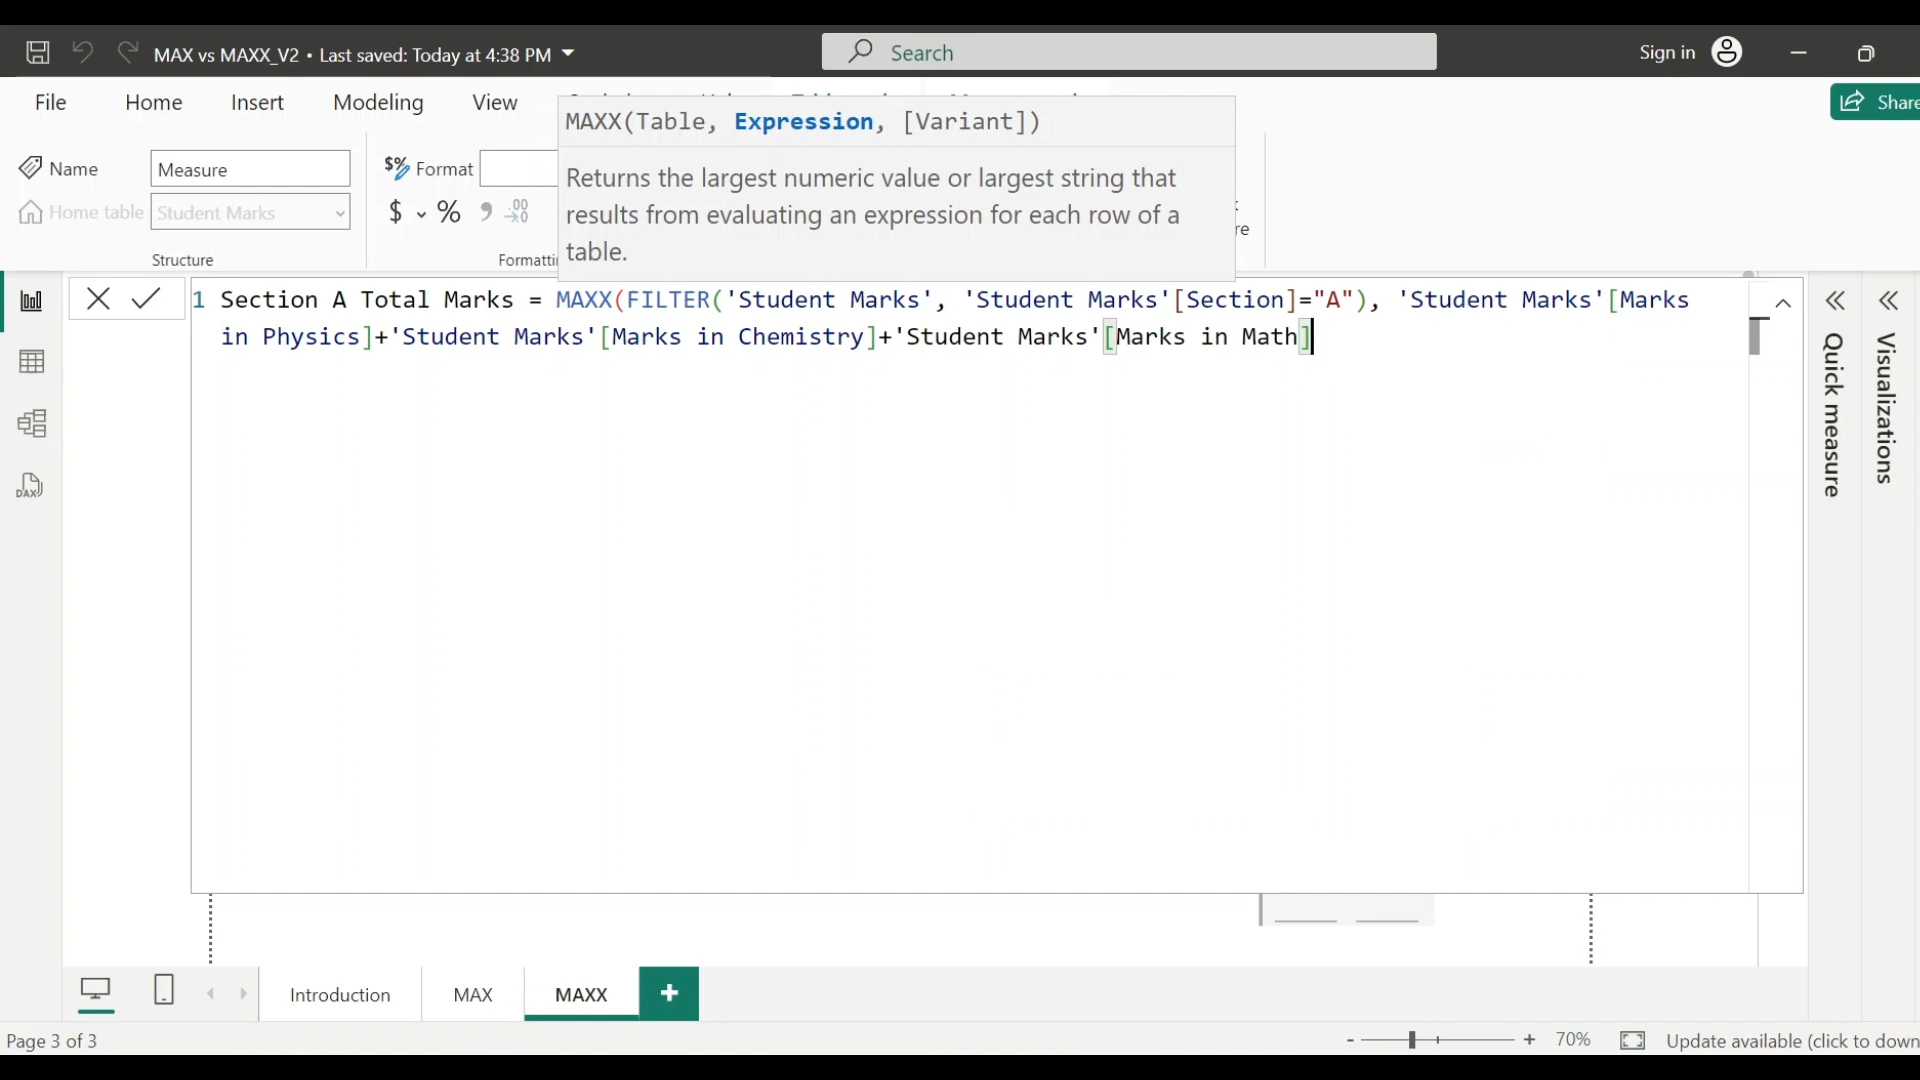 MAX vs MAXX_V2 • Last saved: Today at 4:38 PM
Search
Sign in
File Home Insert Modeling View
Share
MAXX(Table, Expression, [Variant])
Returns the largest numeric value or largest string that
results from evaluating an expression for each row of a
table.
Name Measure
$% Format
Home table Student Marks
$ % .00
Structure
1 Section A Total Marks = MAXX(FILTER('Student Marks', 'Student Marks'[Section]="A"), 'Student Marks'[Marks
in Physics]+'Student Marks'[Marks in Chemistry]+'Student Marks'[Marks in Math]
Quick measure
Visualizations
DAX
Introduction MAX MAXX +
Page 3 of 3
- + 70%
Update available (click to down